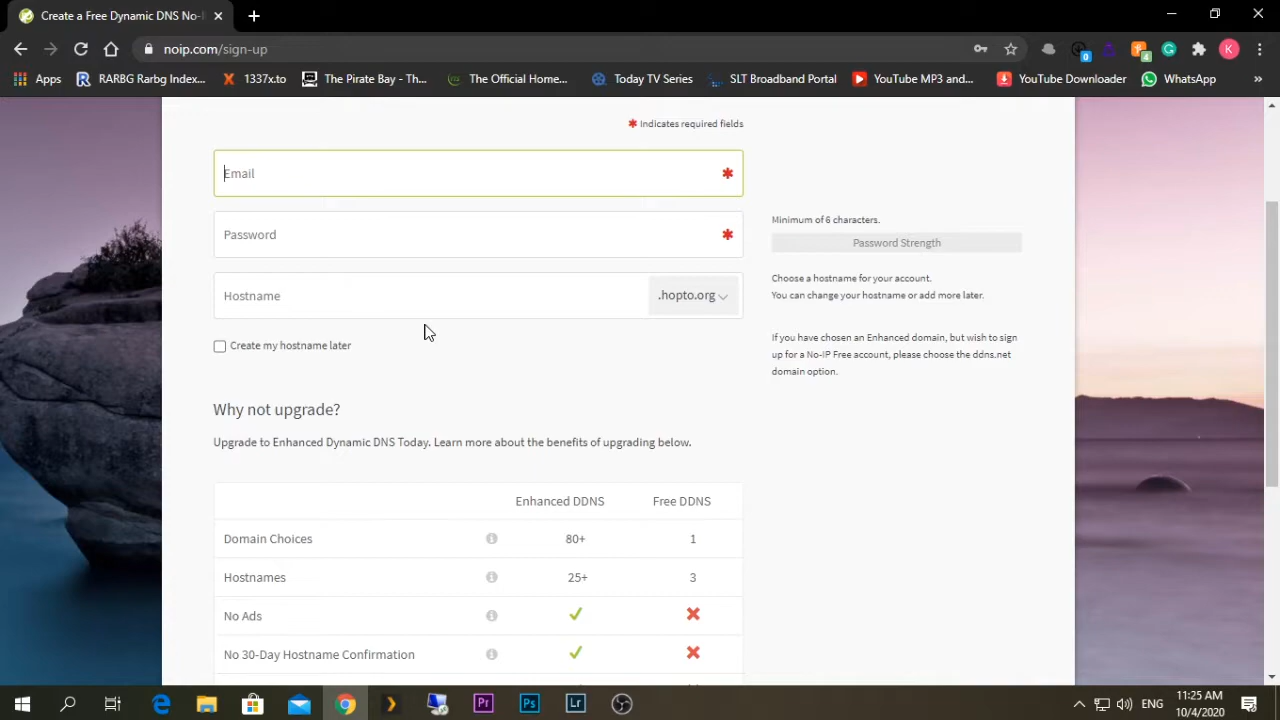 Create a Free Dynamic DNS No-I
noip.com/sign-up
0
4
K
Apps
RARBG Rarbg Index...
1337x.to
The Pirate Bay - Th...
The Official Home...
Today TV Series
SLT Broadband Portal
YouTube MP3 and...
YouTube Downloader
WhatsApp
»
* Indicates required fields
Email *
Password *
Minimum of 6 characters.
Password Strength
Hostname
.hopto.org
Choose a hostname for your account.
You can change your hostname or add more later.
Create my hostname later
If you have chosen an Enhanced domain, but wish to sign
up for a No-IP Free account, please choose the ddns.net
domain option.
Why not upgrade?
Upgrade to Enhanced Dynamic DNS Today. Learn more about the benefits of upgrading below.
Enhanced DDNS Free DDNS
Domain Choices 80+ 1
Hostnames 25+ 3
No Ads
No 30-Day Hostname Confirmation
Pr
Ps
Lr
ENG
11:25 AM
10/4/2020